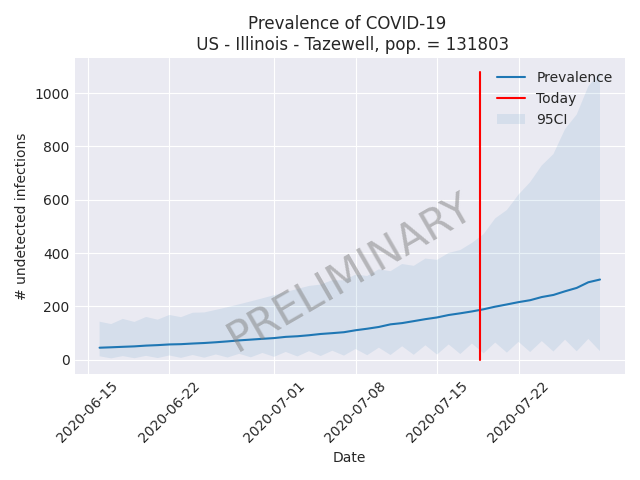 Prevalence of COVID-19
US - Illinois - Tazewell, pop. = 131803
Prevalence
Today
95CI
PRELIMINARY
# undetected infections
1000
800
600
400
200
0
2020-06-15
2020-06-22
2020-07-01
2020-07-08
2020-07-15
2020-07-22
Date